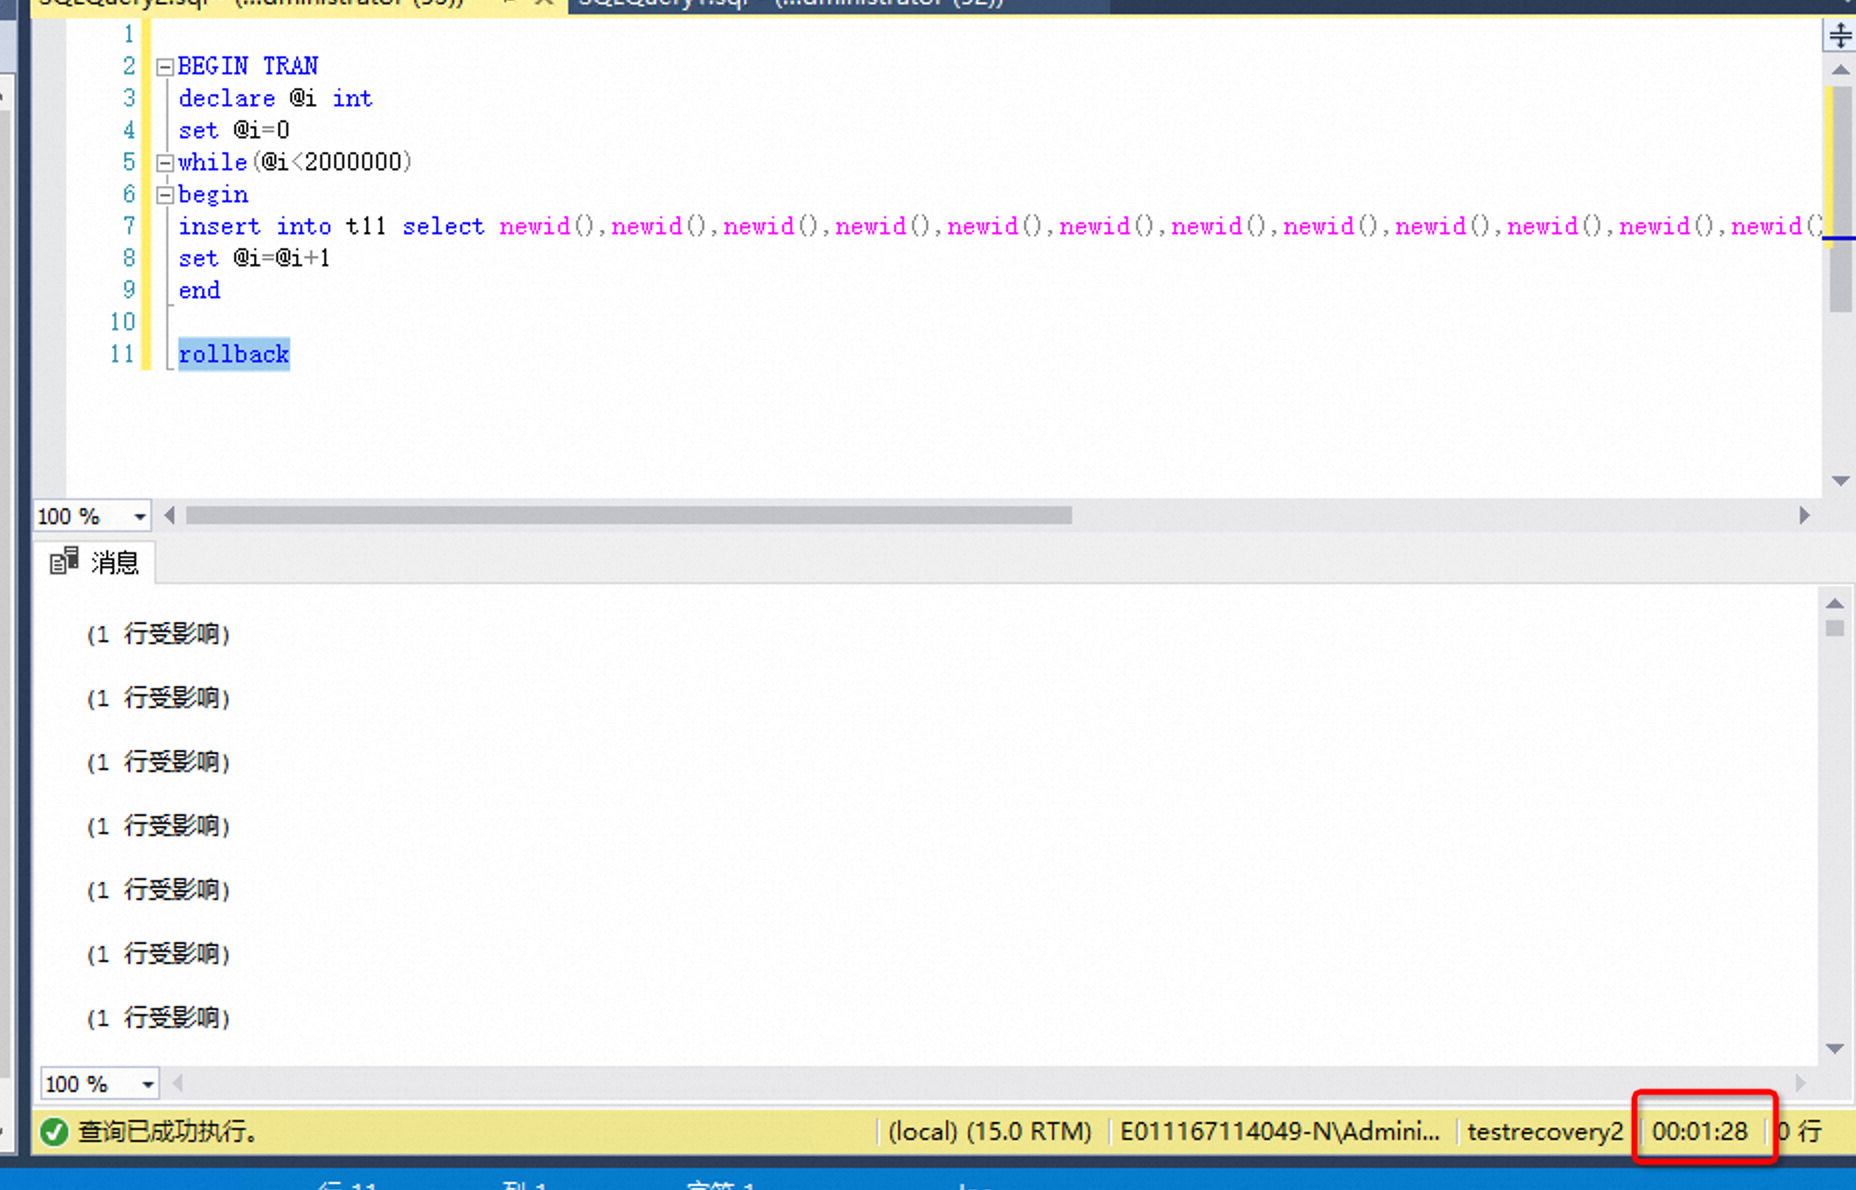 SQLQuery2.sql - (...dministrator (53)) SQLQuery1.sql - (...dministrator (52))
1
2 BEGIN TRAN
3 declare @i int
4 set @i=0
5 while(@i<2000000)
6 begin
7 insert into t11 select newid(),newid(),newid(),newid(),newid(),newid(),newid(),newid(),newid(),newid(),newid(),newid()
8 set @i=@i+1
9 end
10
11 rollback
100 %
消息
(1 行受影响)
(1 行受影响)
(1 行受影响)
(1 行受影响)
(1 行受影响)
(1 行受影响)
(1 行受影响)
100 %
查询已成功执行。 (local) (15.0 RTM) E011167114049-N\Admini... testrecovery2 00:01:28 0 行
行 11 列 1 字符 1